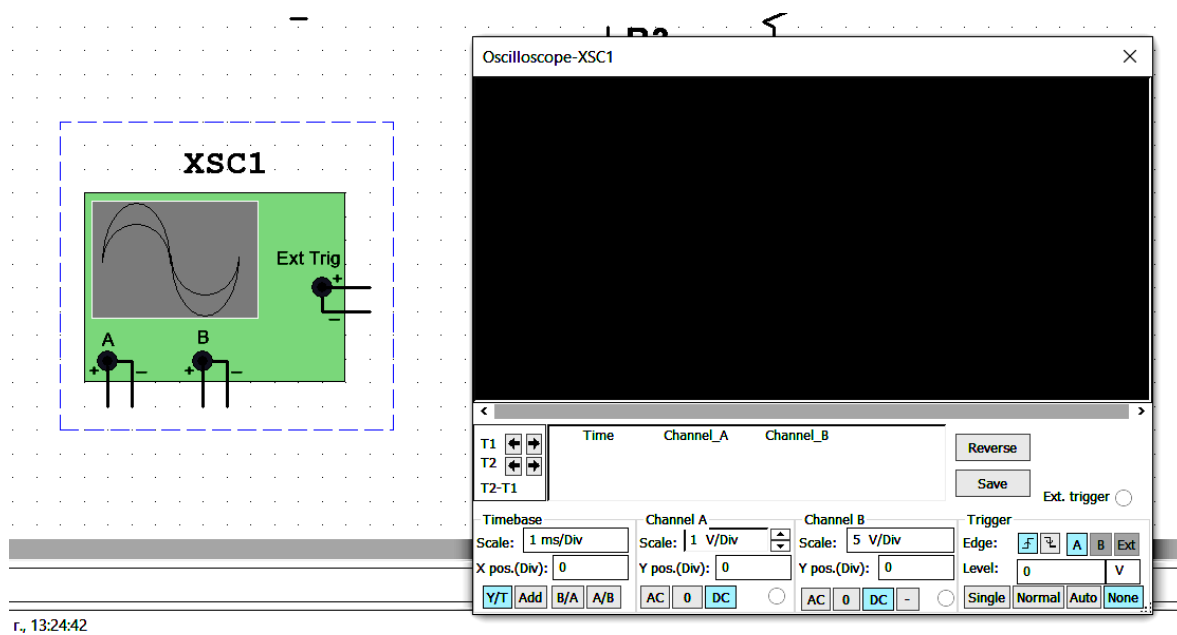 Oscilloscope-XSC1
XSC1
Ext Trig
+
−
A
B
+ −
+ −
T1
Time Channel_A Channel_B
T2
T2-T1
Reverse
Save
Ext. trigger
Timebase
Scale: 1 ms/Div
X pos.(Div): 0
Y/T Add B/A A/B
Channel A
Scale: 1 V/Div
Y pos.(Div): 0
AC 0 DC
Channel B
Scale: 5 V/Div
Y pos.(Div): 0
AC 0 DC -
Trigger
Edge: A B Ext
Level: 0 V
Single Normal Auto None
г., 13:24:42